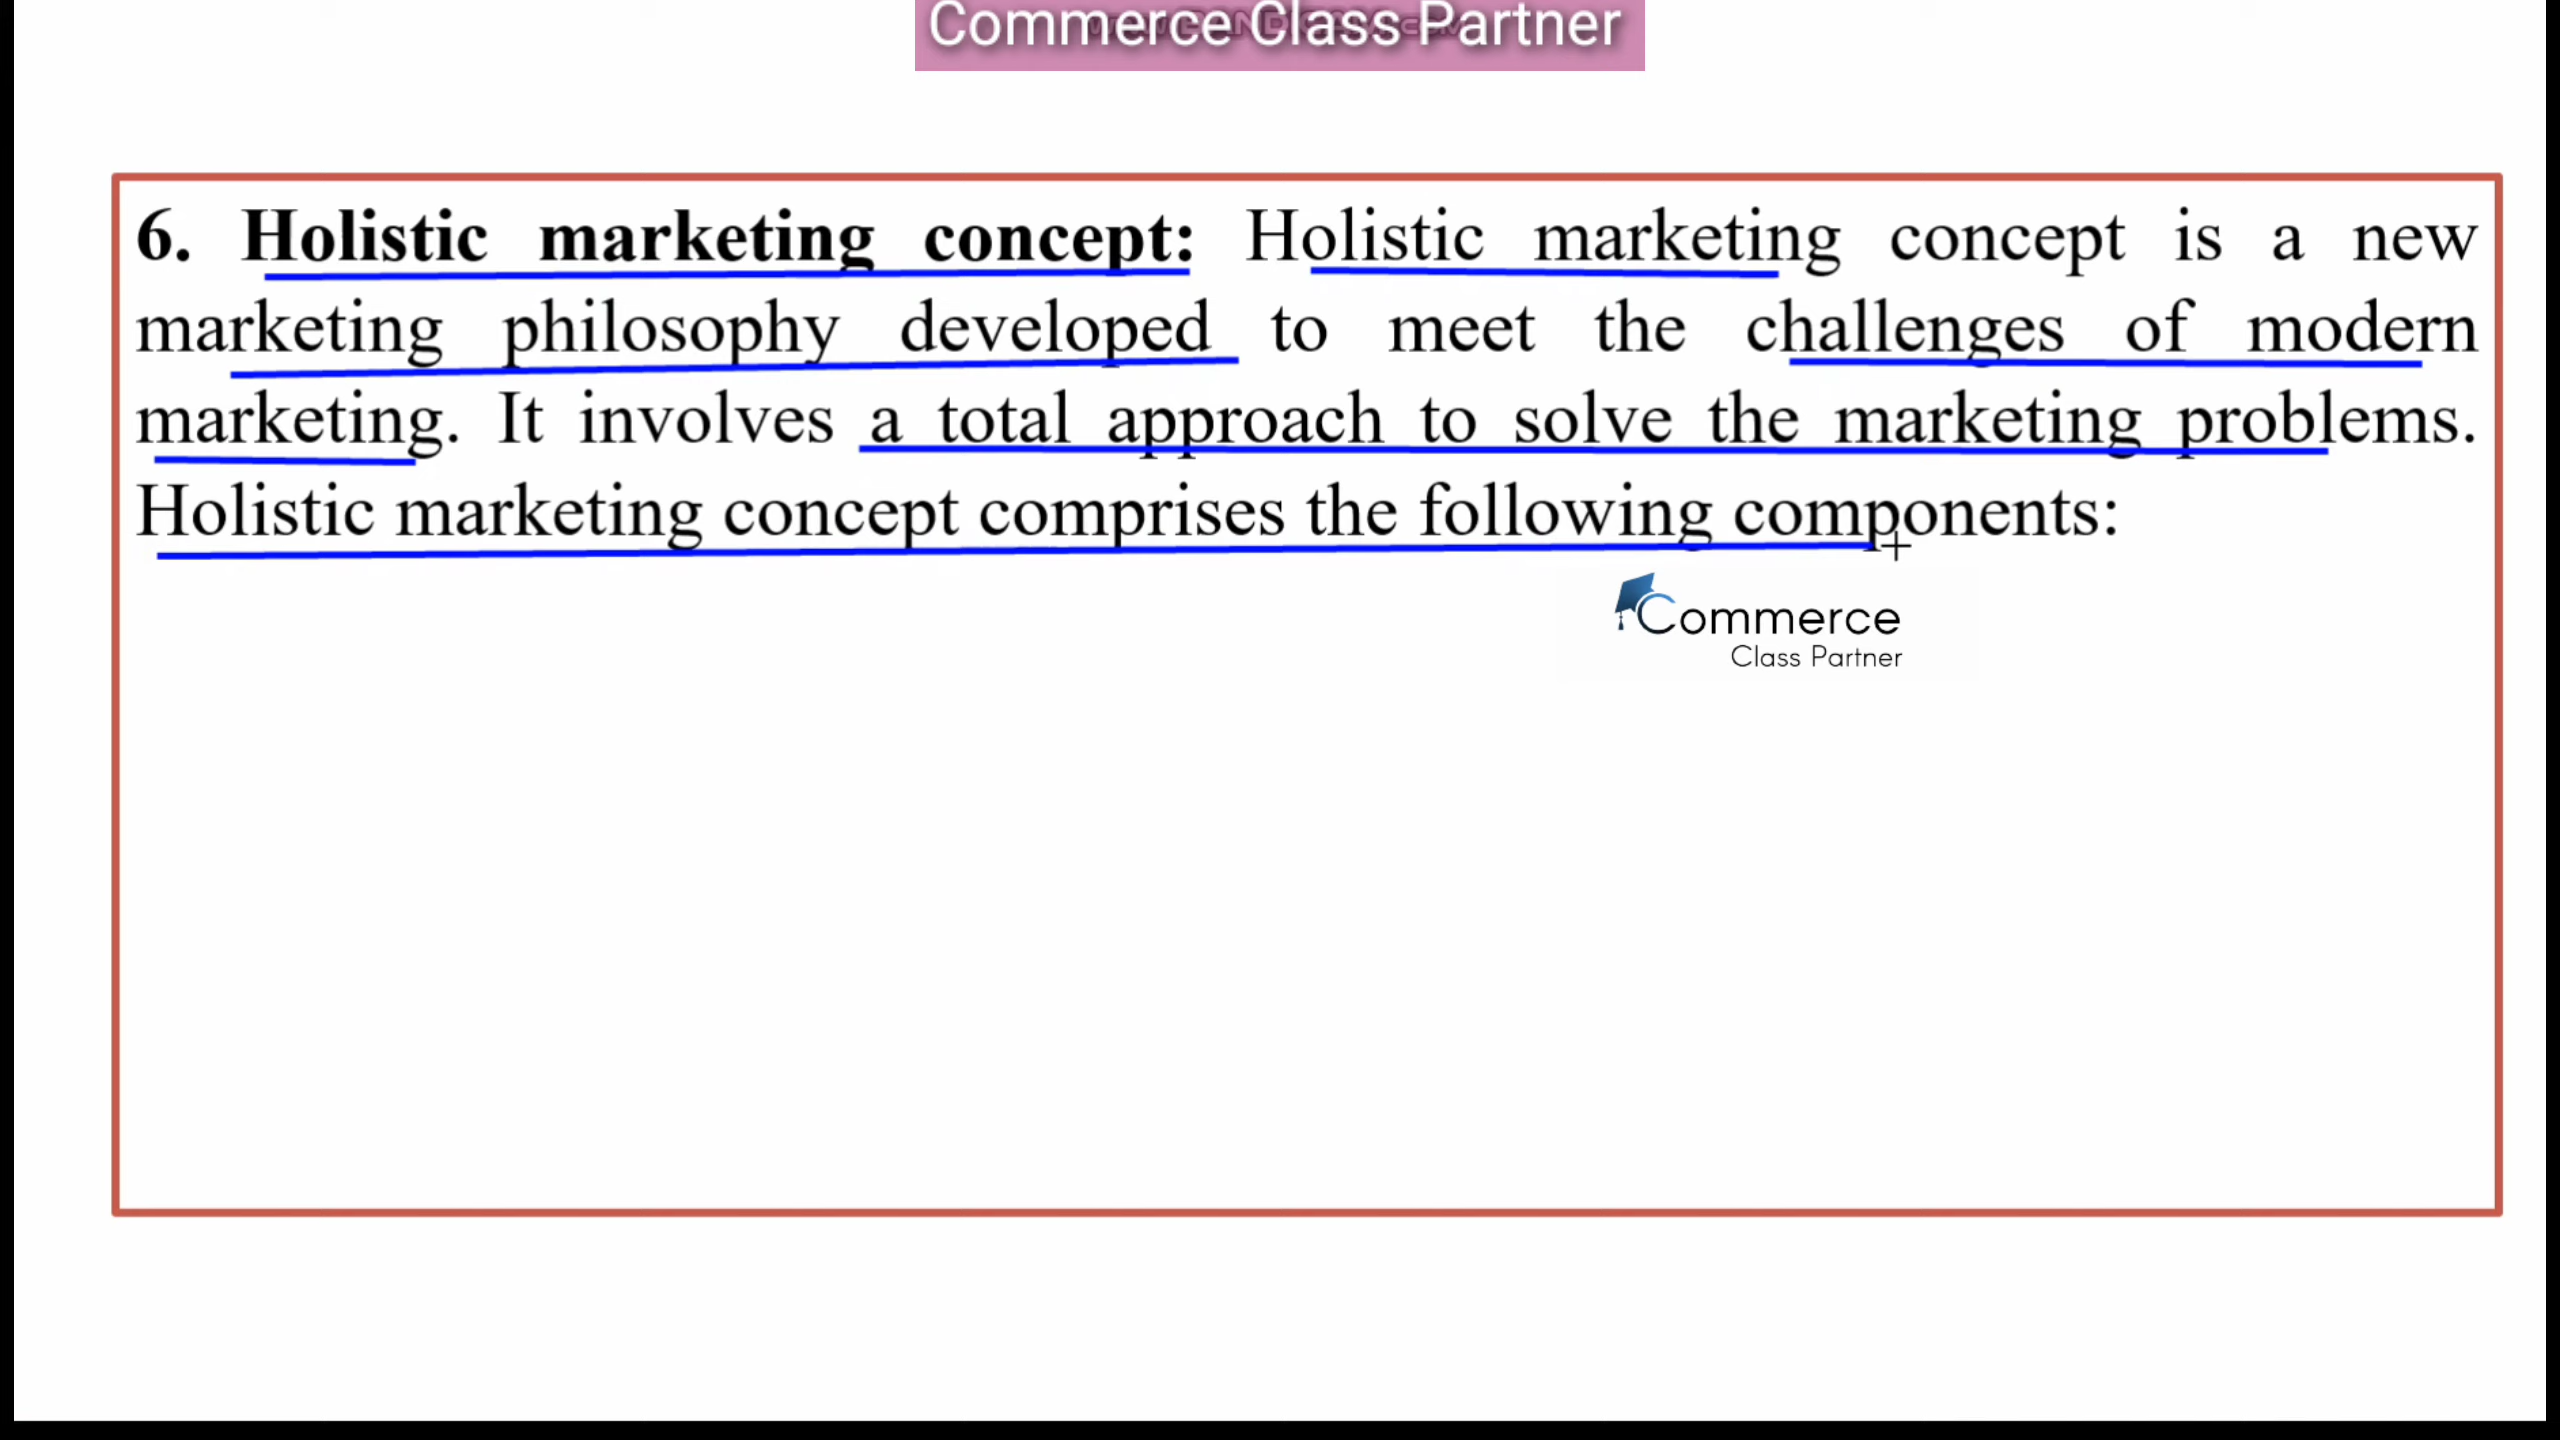 Commerce Class Partner
6. Holistic marketing concept: Holistic marketing concept is a new
marketing philosophy developed to meet the challenges of modern
marketing. It involves a total approach to solve the marketing problems.
Holistic marketing concept comprises the following components:
Commerce
Class Partner